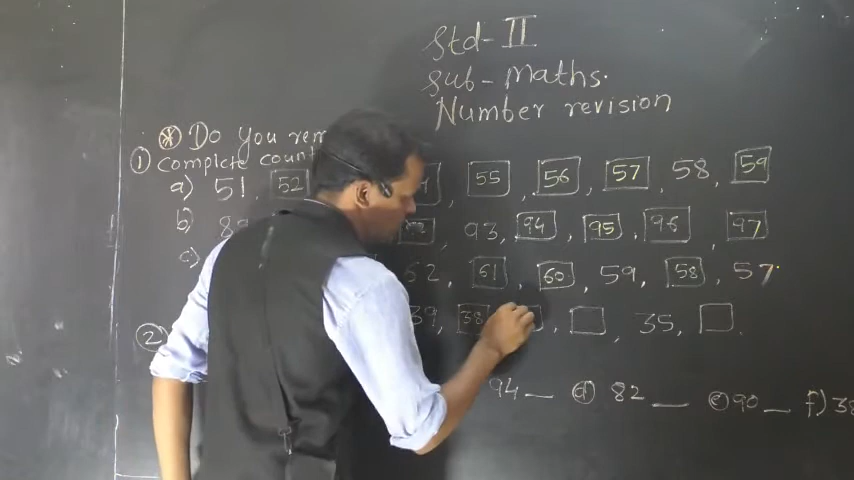 Std - II
Sub - Maths.
Number revision
* Do You rem
1 Complete count
a) 51, 52 55, 56, 57, 58, 59
b) 93, 94, 95, 96, 97
c) 62, 61, 60, 59, 58, 57.
39, 38 , , 35, .
2 94 __ d 82 __ e 90 __ f) 38